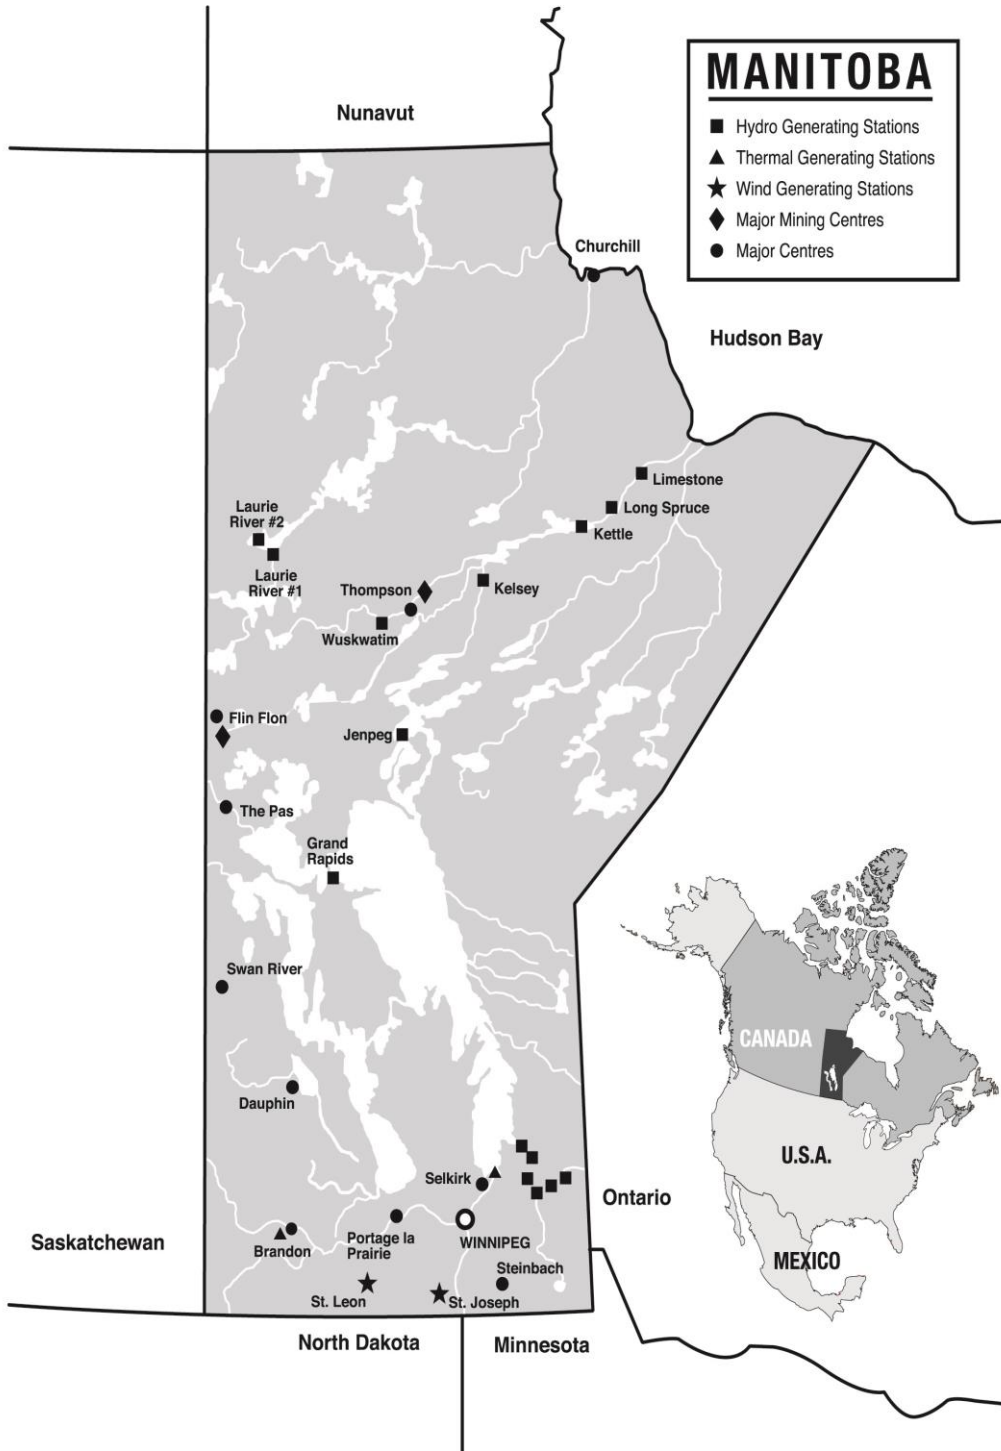 MANITOBA
Hydro Generating Stations
Thermal Generating Stations
Wind Generating Stations
Major Mining Centres
Major Centres
Nunavut
Churchill
Hudson Bay
Limestone
Long Spruce
Kettle
Laurie
River #2
Laurie
River #1
Thompson
Kelsey
Wuskwatim
Flin Flon
Jenpeg
The Pas
Grand
Rapids
Swan River
Dauphin
Selkirk
Ontario
Saskatchewan
Brandon
Portage la
Prairie
WINNIPEG
Steinbach
St. Leon
St. Joseph
North Dakota
Minnesota
CANADA
U.S.A.
MEXICO